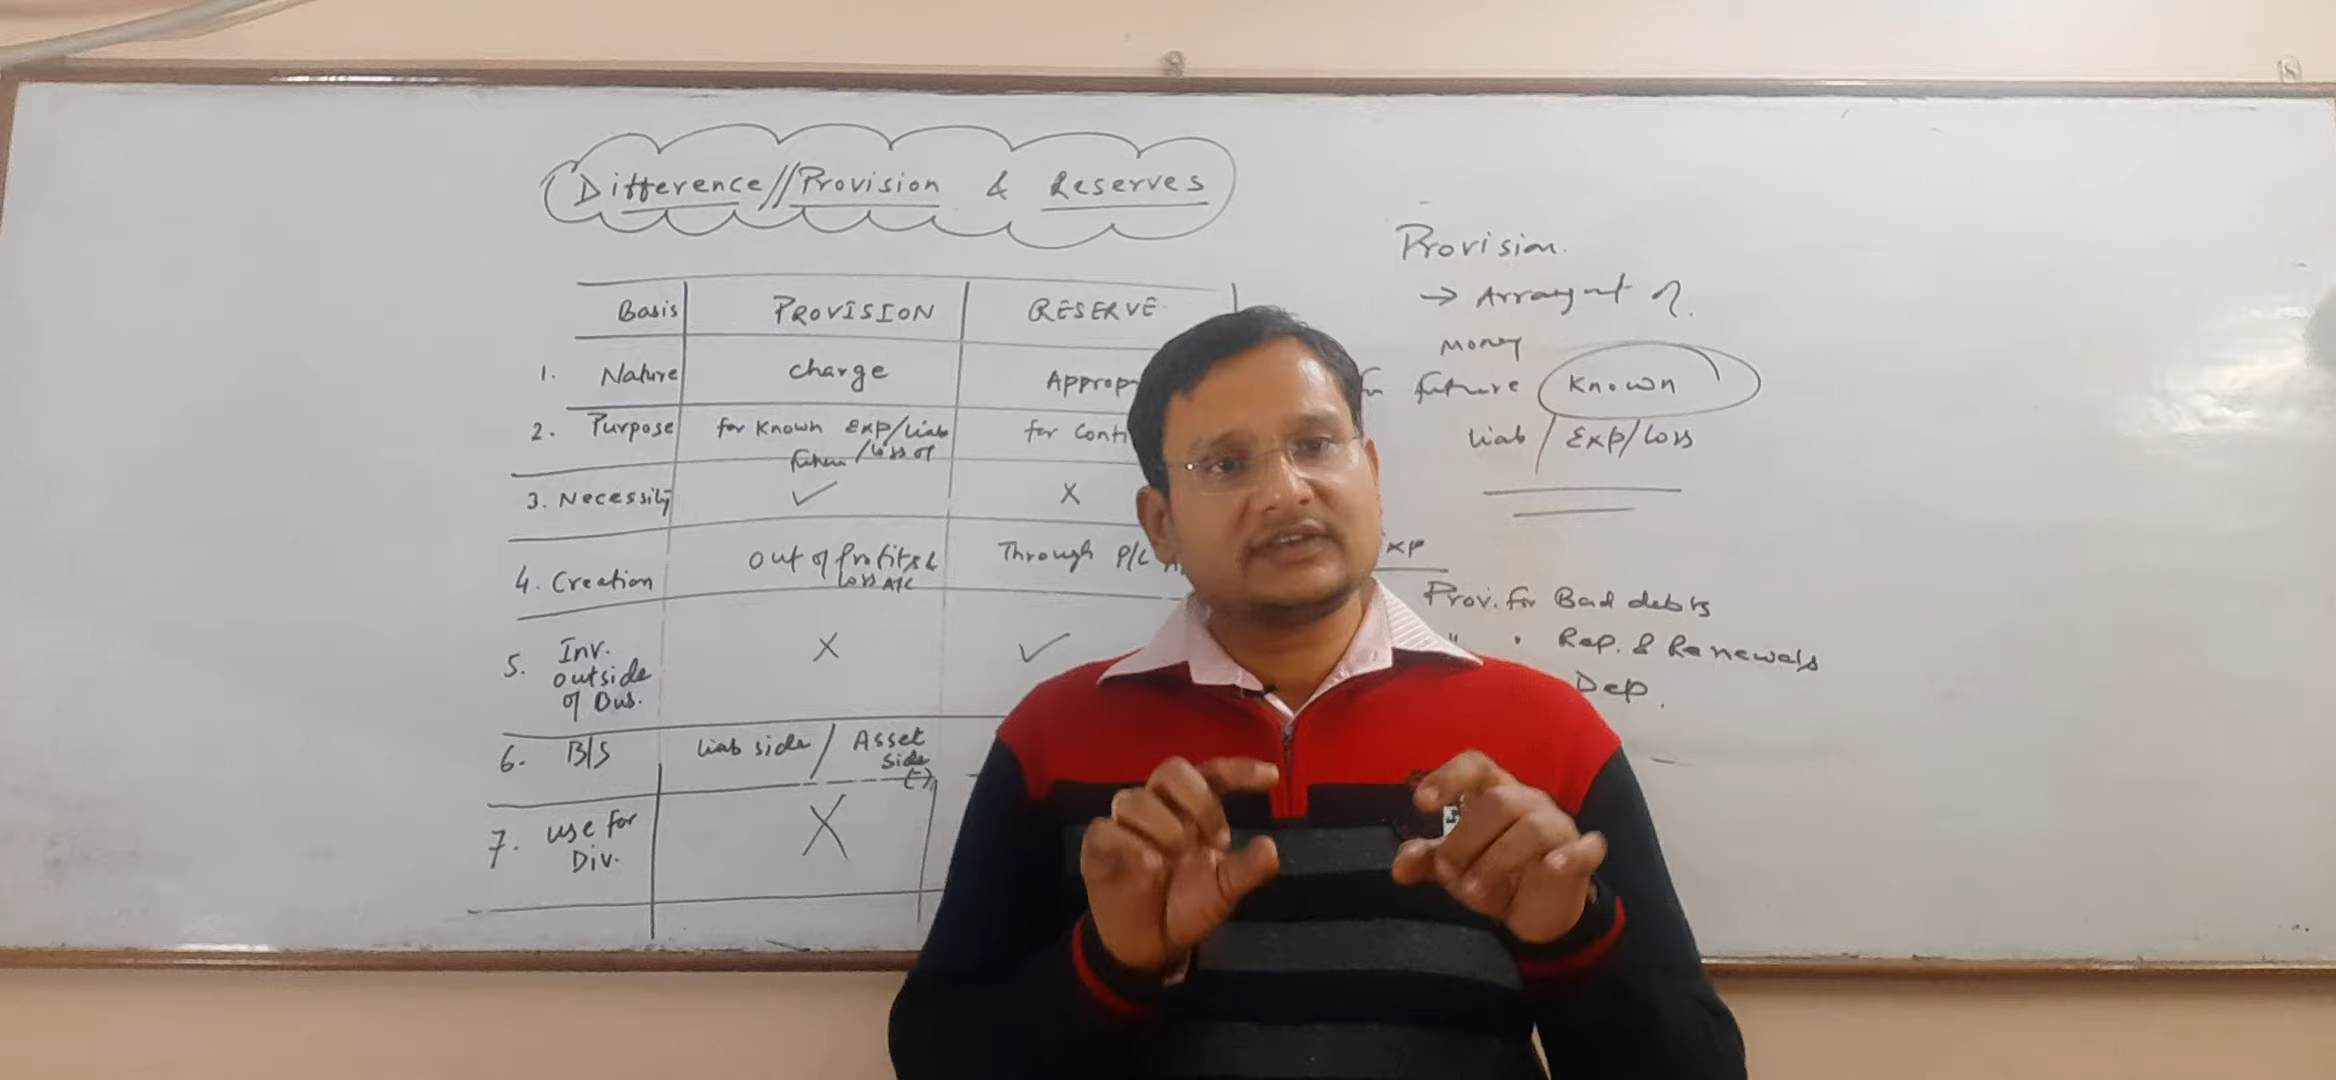 Difference//Provision & Reserves
Basis PROVISION RESERVE
1. Nature charge Approp
2. Purpose for Known Exp/Liab for Conti
future /Loss of
3. Necessity ✓ X
4. Creation Out of Profit & Through P/L
Loss A/c
5. Inv. outside of Bus. X ✓
6. B/S Liab side / Asset side (-)
7. use for Div. X
Provision.
→ Arrangmt of
Money
future Known
Liab / Exp/Loss
Exp
Prov. for Bad debts
" " Rep. & Renewals
Dep.